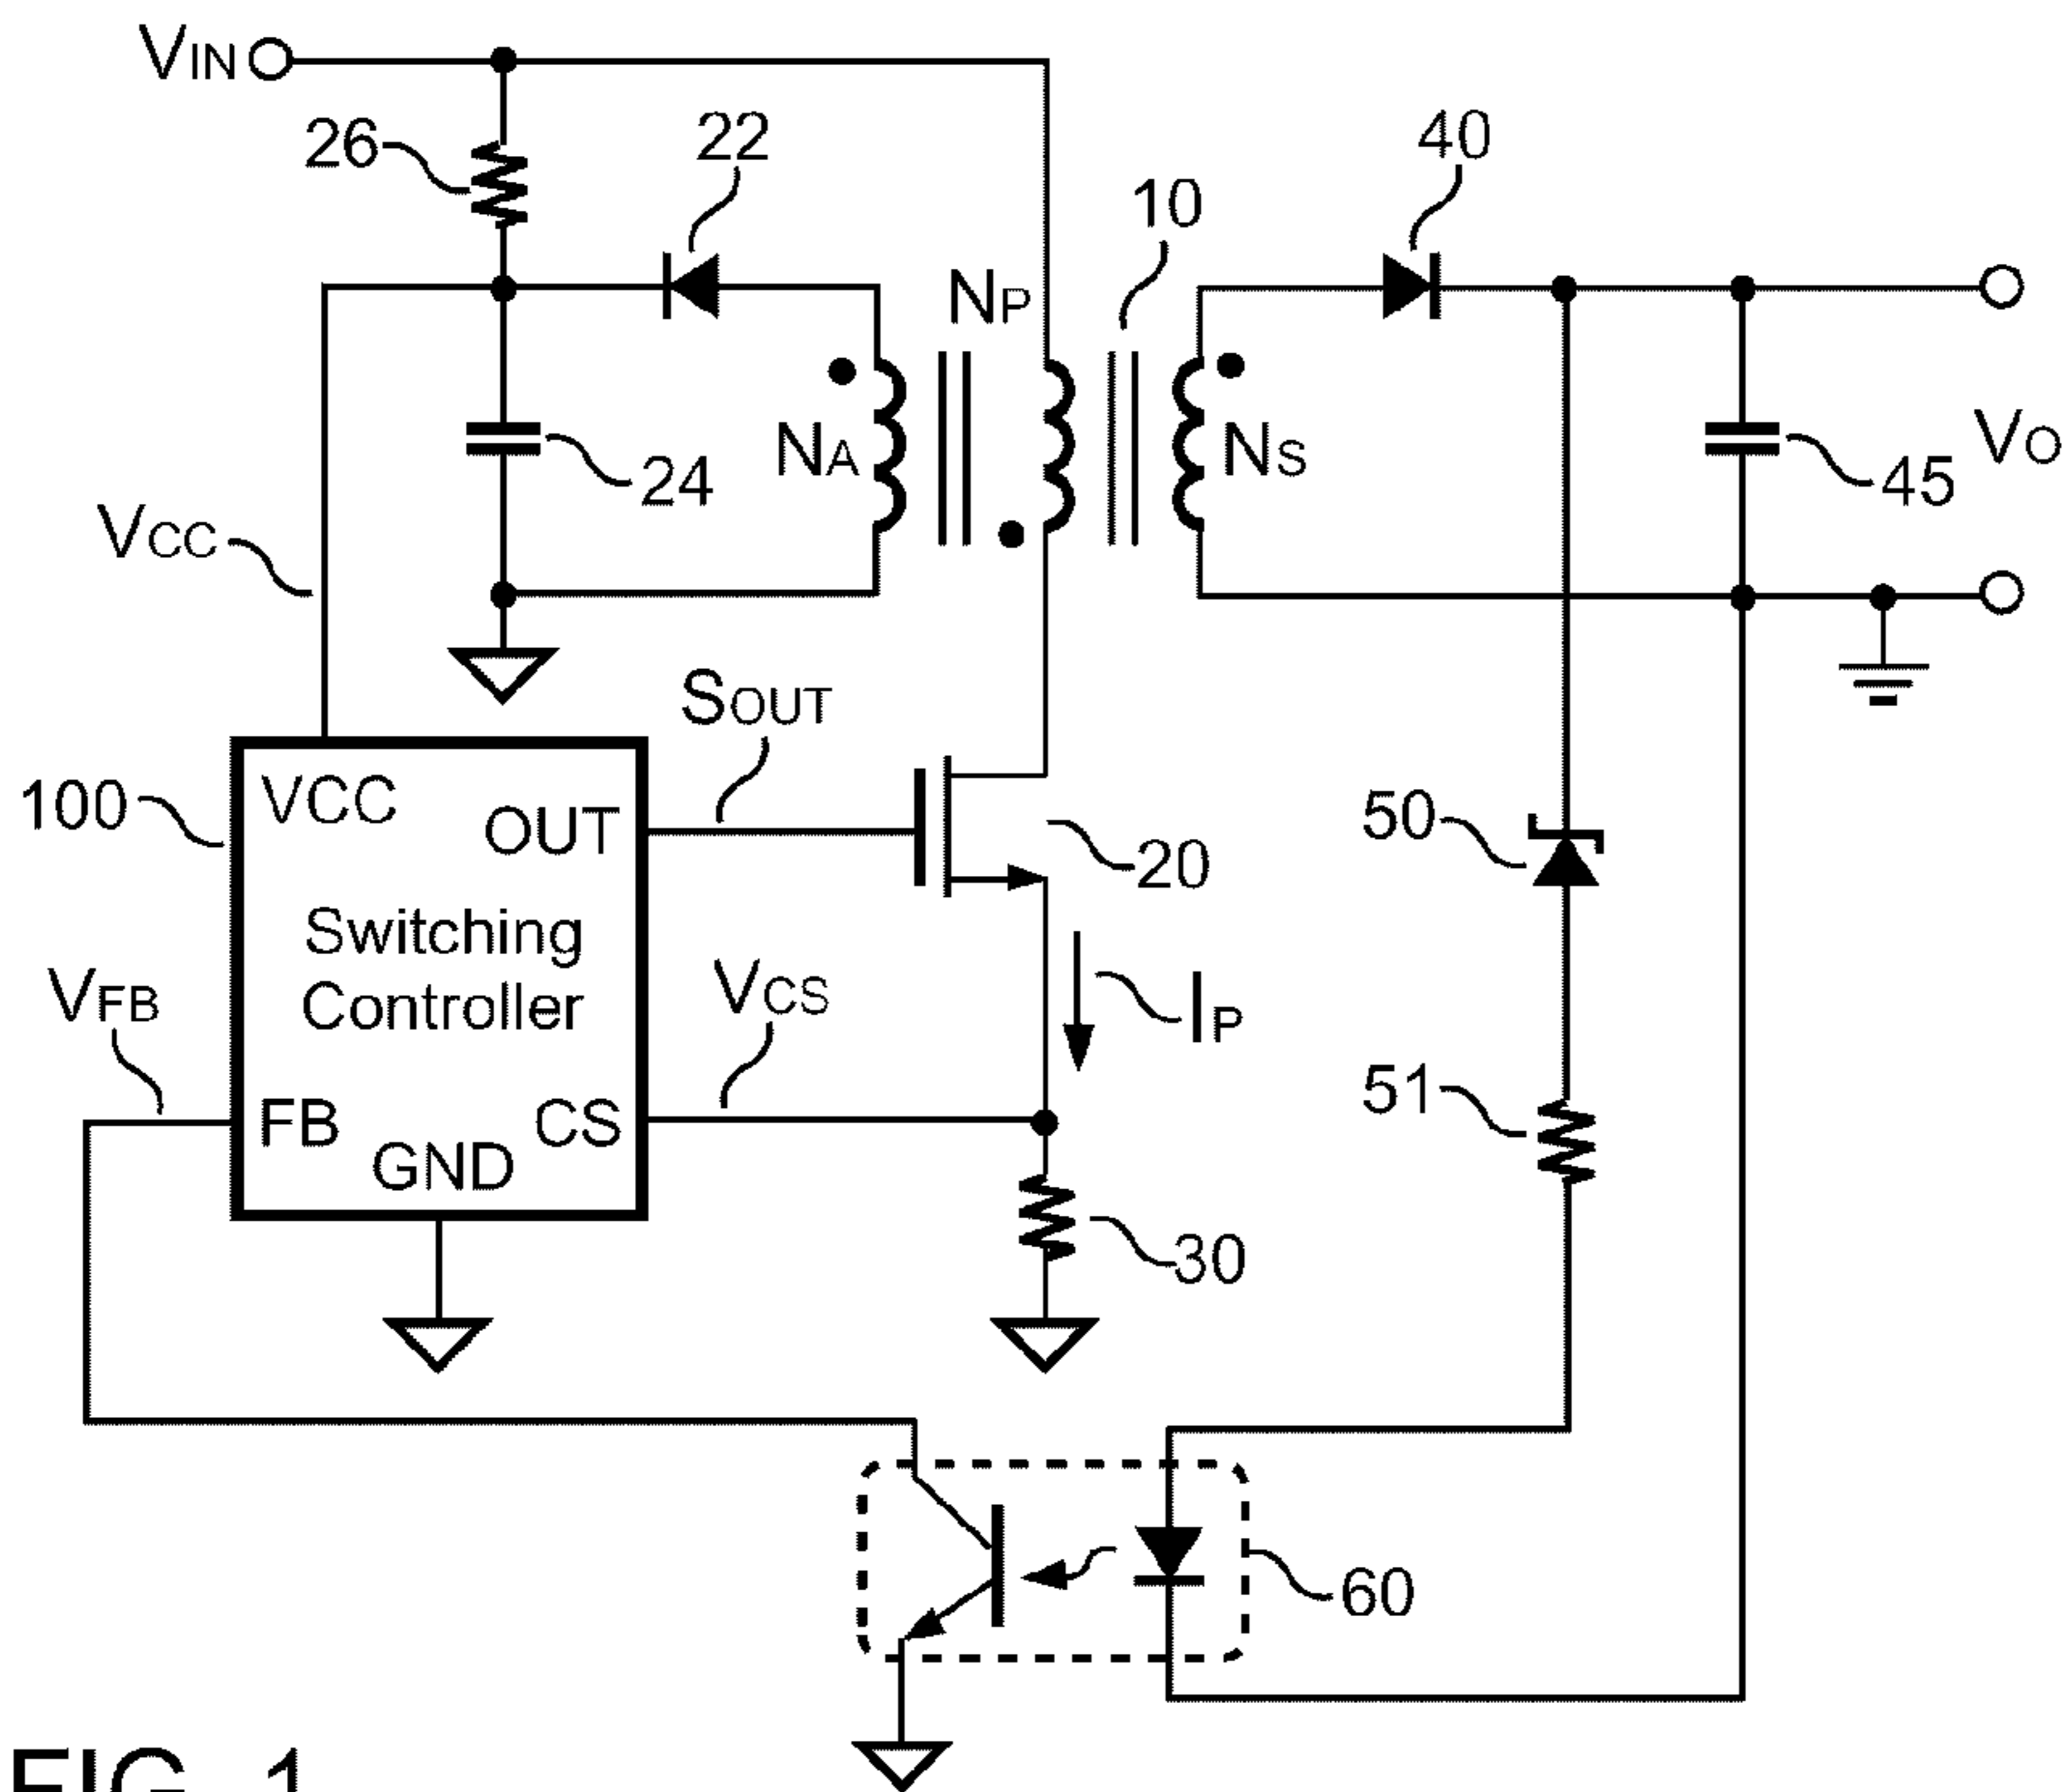 VIN
26
22
40
10
NP
NA
NS
24
45
VO
VCC
SOUT
100
VCC
OUT
20
50
Switching
Controller
VFB
VCS
IP
51
FB
CS
GND
30
60
FIG. 1